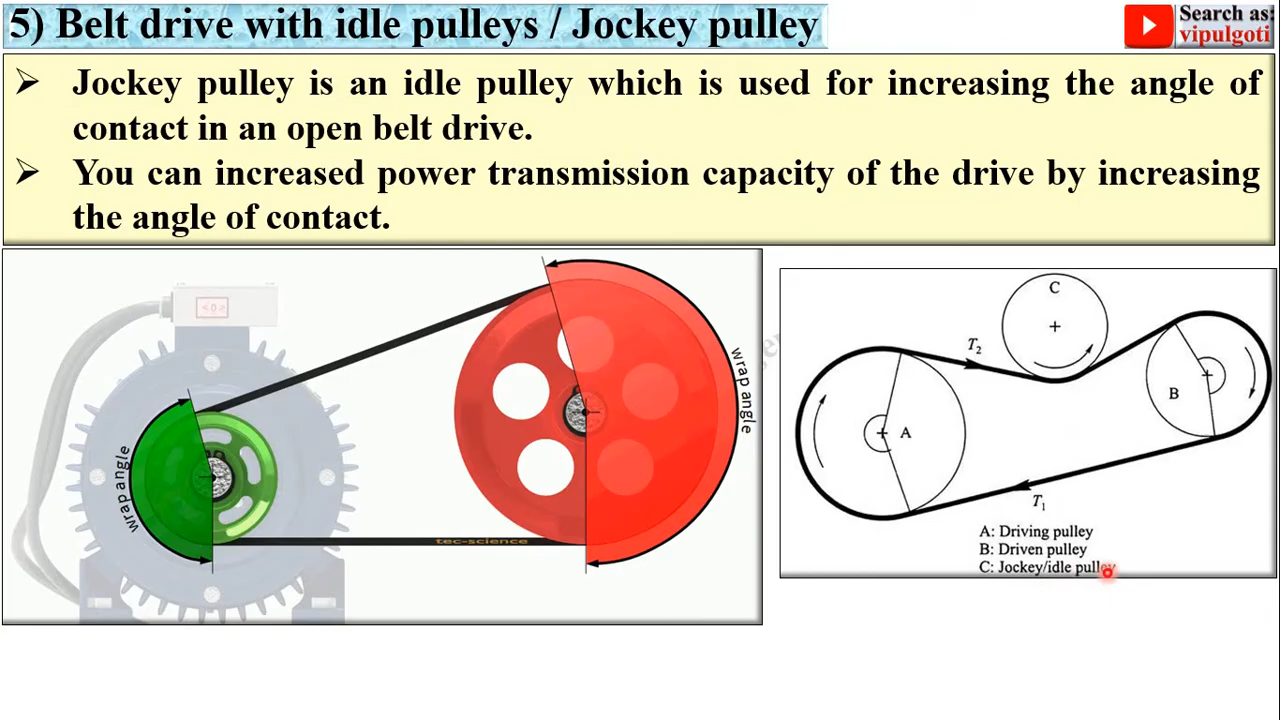 5) Belt drive with idle pulleys / Jockey pulley
Search as:
vipulgoti
➢ Jockey pulley is an idle pulley which is used for increasing the angle of
contact in an open belt drive.
➢ You can increased power transmission capacity of the drive by increasing
the angle of contact.
<0>
wrap angle
wrap angle
tec-science
C
T2
B
A
T1
A: Driving pulley
B: Driven pulley
C: Jockey/idle pulley